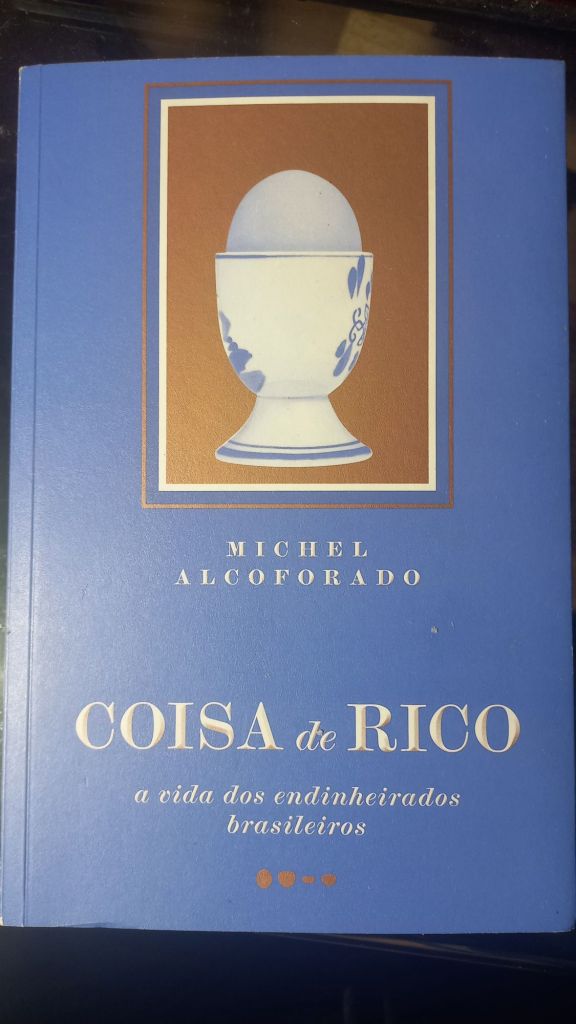 MICHEL
ALCOFORADO
COISA de RICO
a vida dos endinheirados
brasileiros